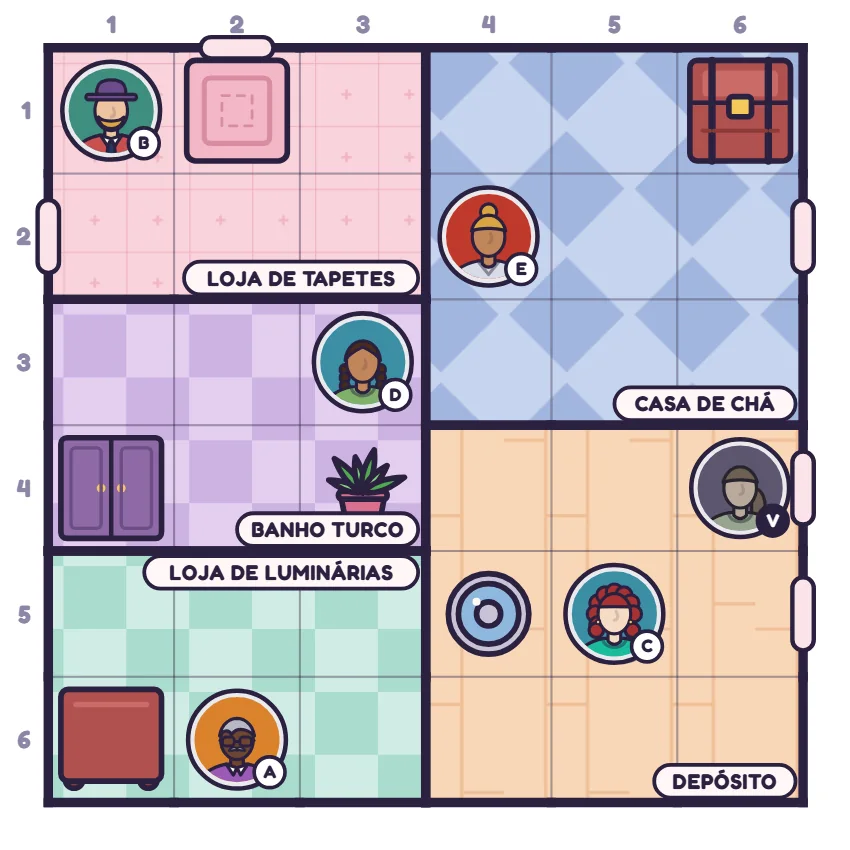 1 2 3 4 5 6
1
B
2
LOJA DE TAPETES
E
3
D
CASA DE CHÁ
4
V
BANHO TURCO
LOJA DE LUMINÁRIAS
5
C
6
A
DEPÓSITO